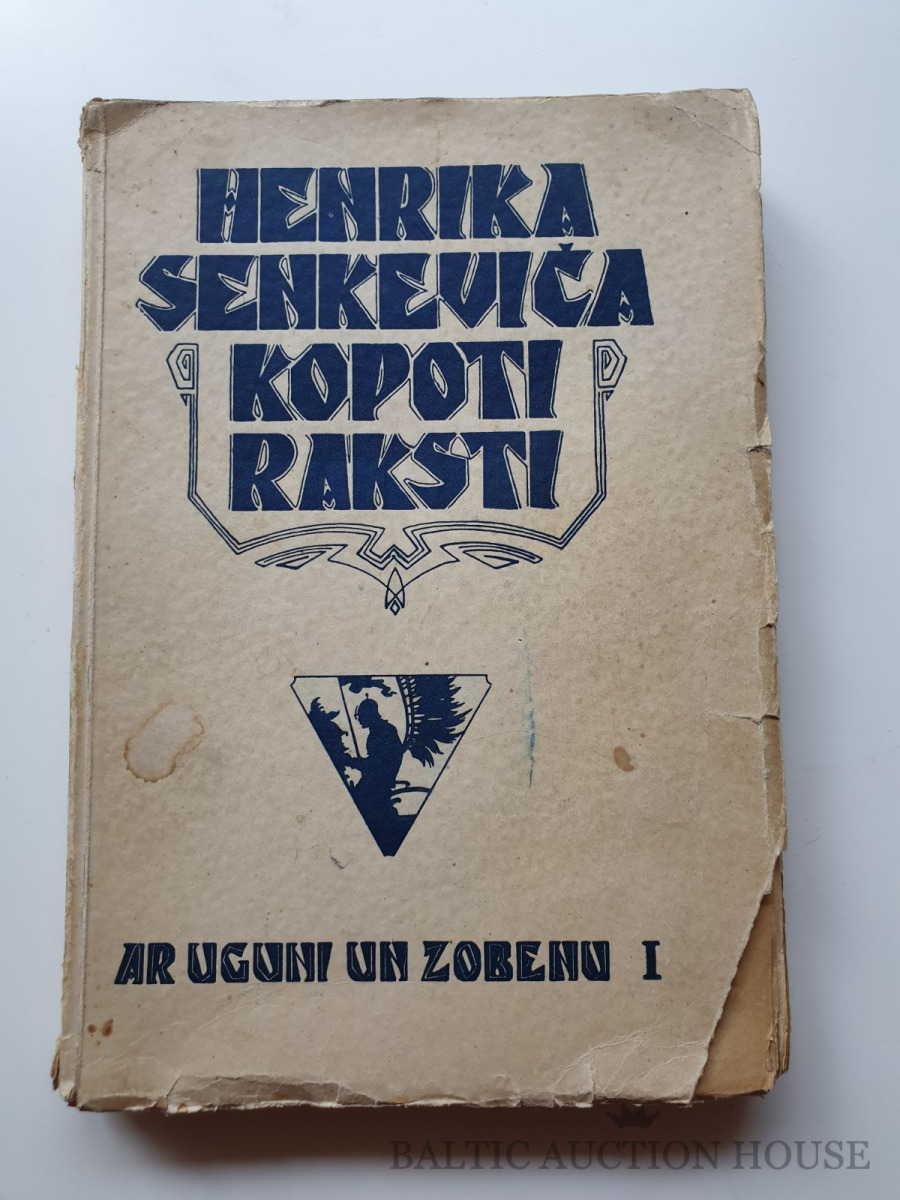 HENRIKA
SENKEVIČA
KOPOTI
RAKSTI
AR UGUNI UN ZOBENU I
BALTIC AUCTION HOUSE